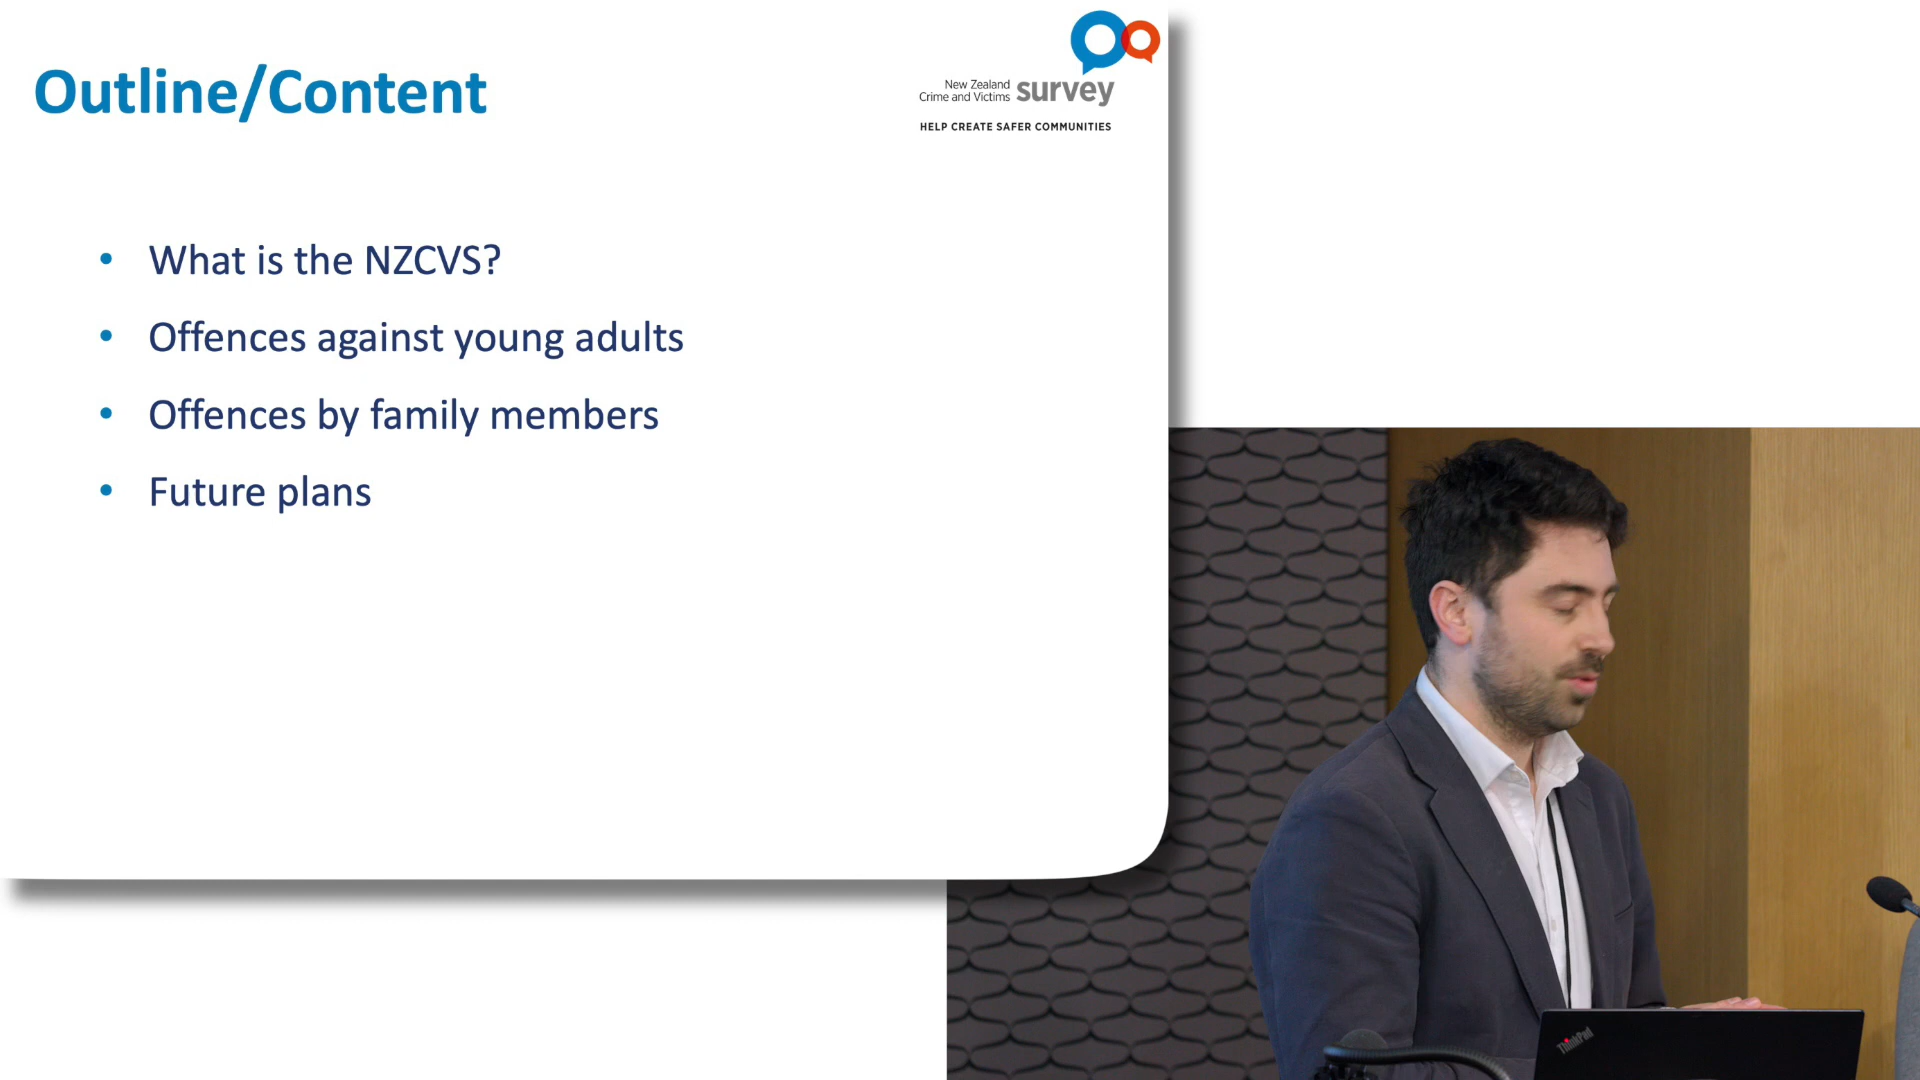 Outline/Content
New Zealand
Crime and Victims survey
HELP CREATE SAFER COMMUNITIES
• What is the NZCVS?
• Offences against young adults
• Offences by family members
• Future plans
ThinkPad